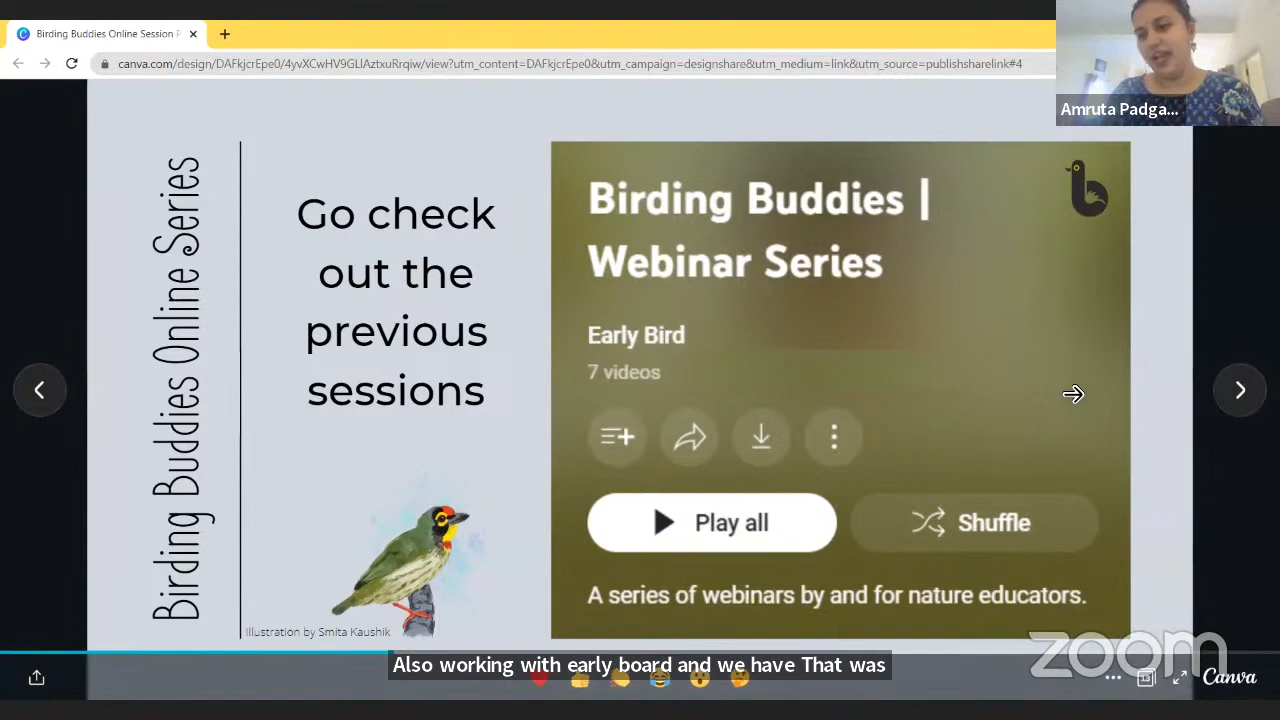 Birding Buddies Online Session P
canva.com/design/DAFkjcrEpe0/4yvXCwHV9GLlAztxuRrqiw/view?utm_content=DAFkjcrEpe0&utm_campaign=designshare&utm_medium=link&utm_source=publishsharelink#4
Amruta Padga...
Birding Buddies Online Series
Go check
out the
previous
sessions
Illustration by Smita Kaushik
Birding Buddies |
Webinar Series
Early Bird
7 videos
Play all
Shuffle
A series of webinars by and for nature educators.
zoom
Also working with early board and we have That was
13
Canva